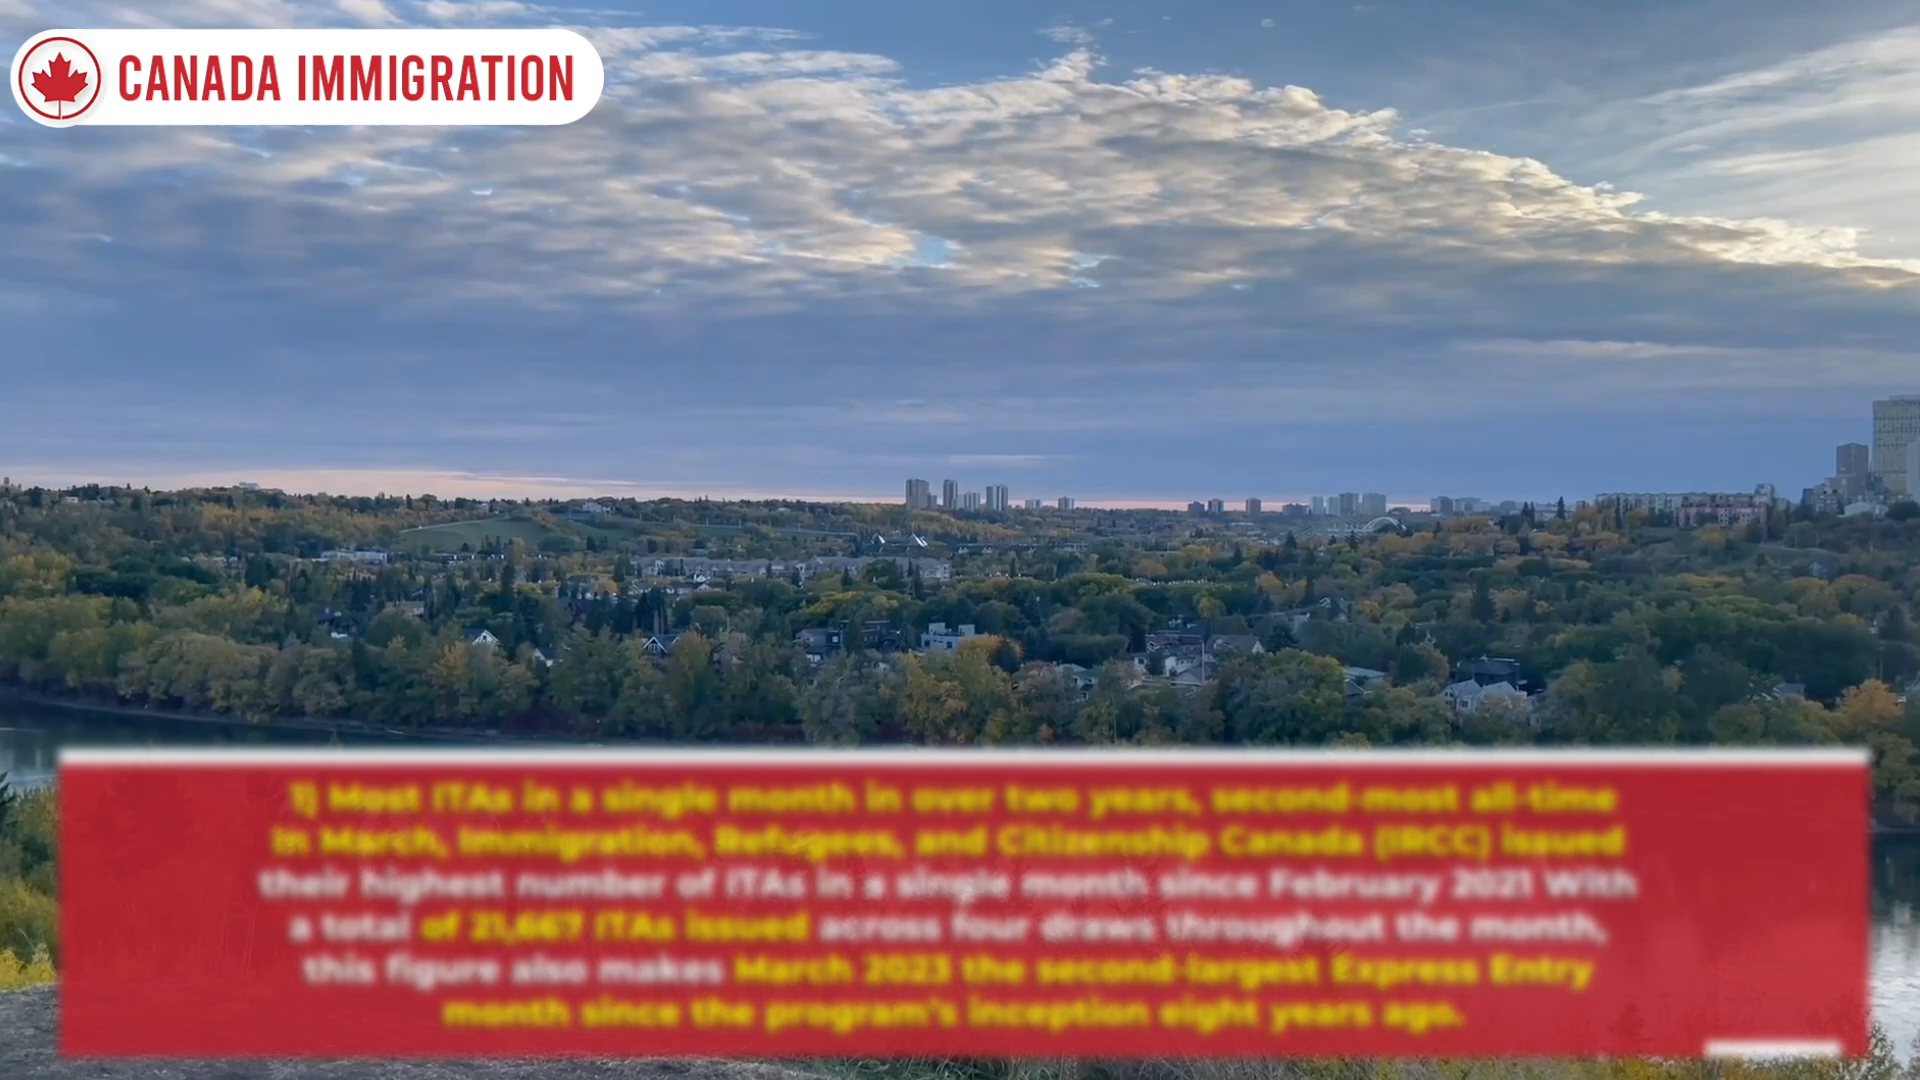 CANADA IMMIGRATION
1) Most ITAs in a single month in over two years, second-most all-time
In March, Immigration, Refugees, and Citizenship Canada (IRCC) issued
their highest number of ITAs in a single month since February 2021 With
a total of 21,667 ITAs issued across four draws throughout the month,
this figure also makes March 2023 the second-largest Express Entry
month since the program's inception eight years ago.